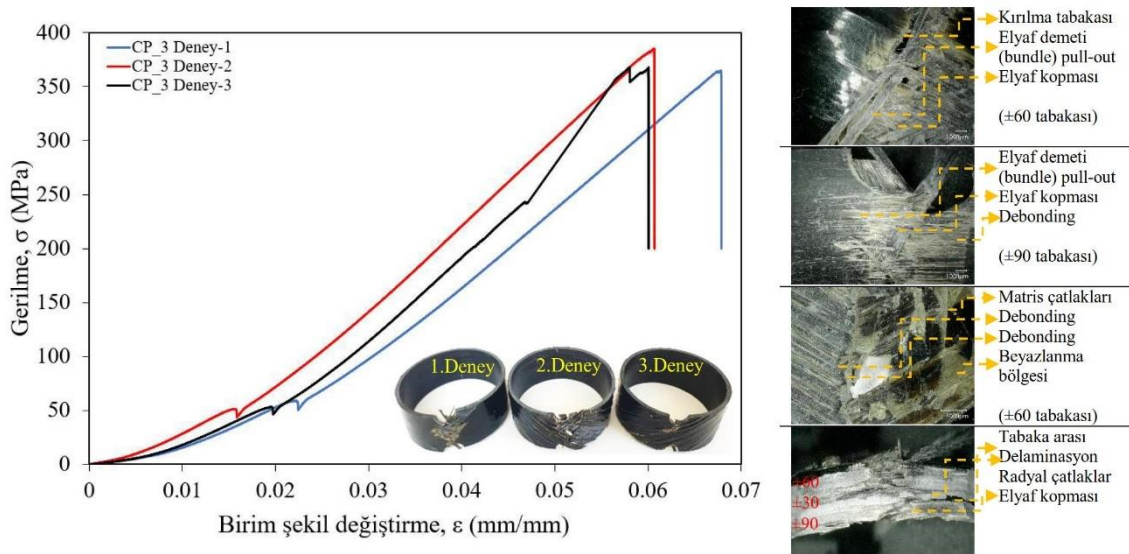 400
350
300
250
200
150
100
50
0
Gerilme, σ (MPa)
CP_3 Deney-1
CP_3 Deney-2
CP_3 Deney-3
1.Deney
2.Deney
3.Deney
0
0.01
0.02
0.03
0.04
0.05
0.06
0.07
Birim şekil değiştirme, ε (mm/mm)
Kırılma tabakası
Elyaf demeti
(bundle) pull-out
Elyaf kopması
(±60 tabakası)
1000μm
Elyaf demeti
(bundle) pull-out
Elyaf kopması
Debonding
(±90 tabakası)
1000μm
Matris çatlakları
Debonding
Debonding
Beyazlanma
bölgesi
(±60 tabakası)
1000μm
Tabaka arası
Delaminasyon
Radyal çatlaklar
Elyaf kopması
±60
±30
±90